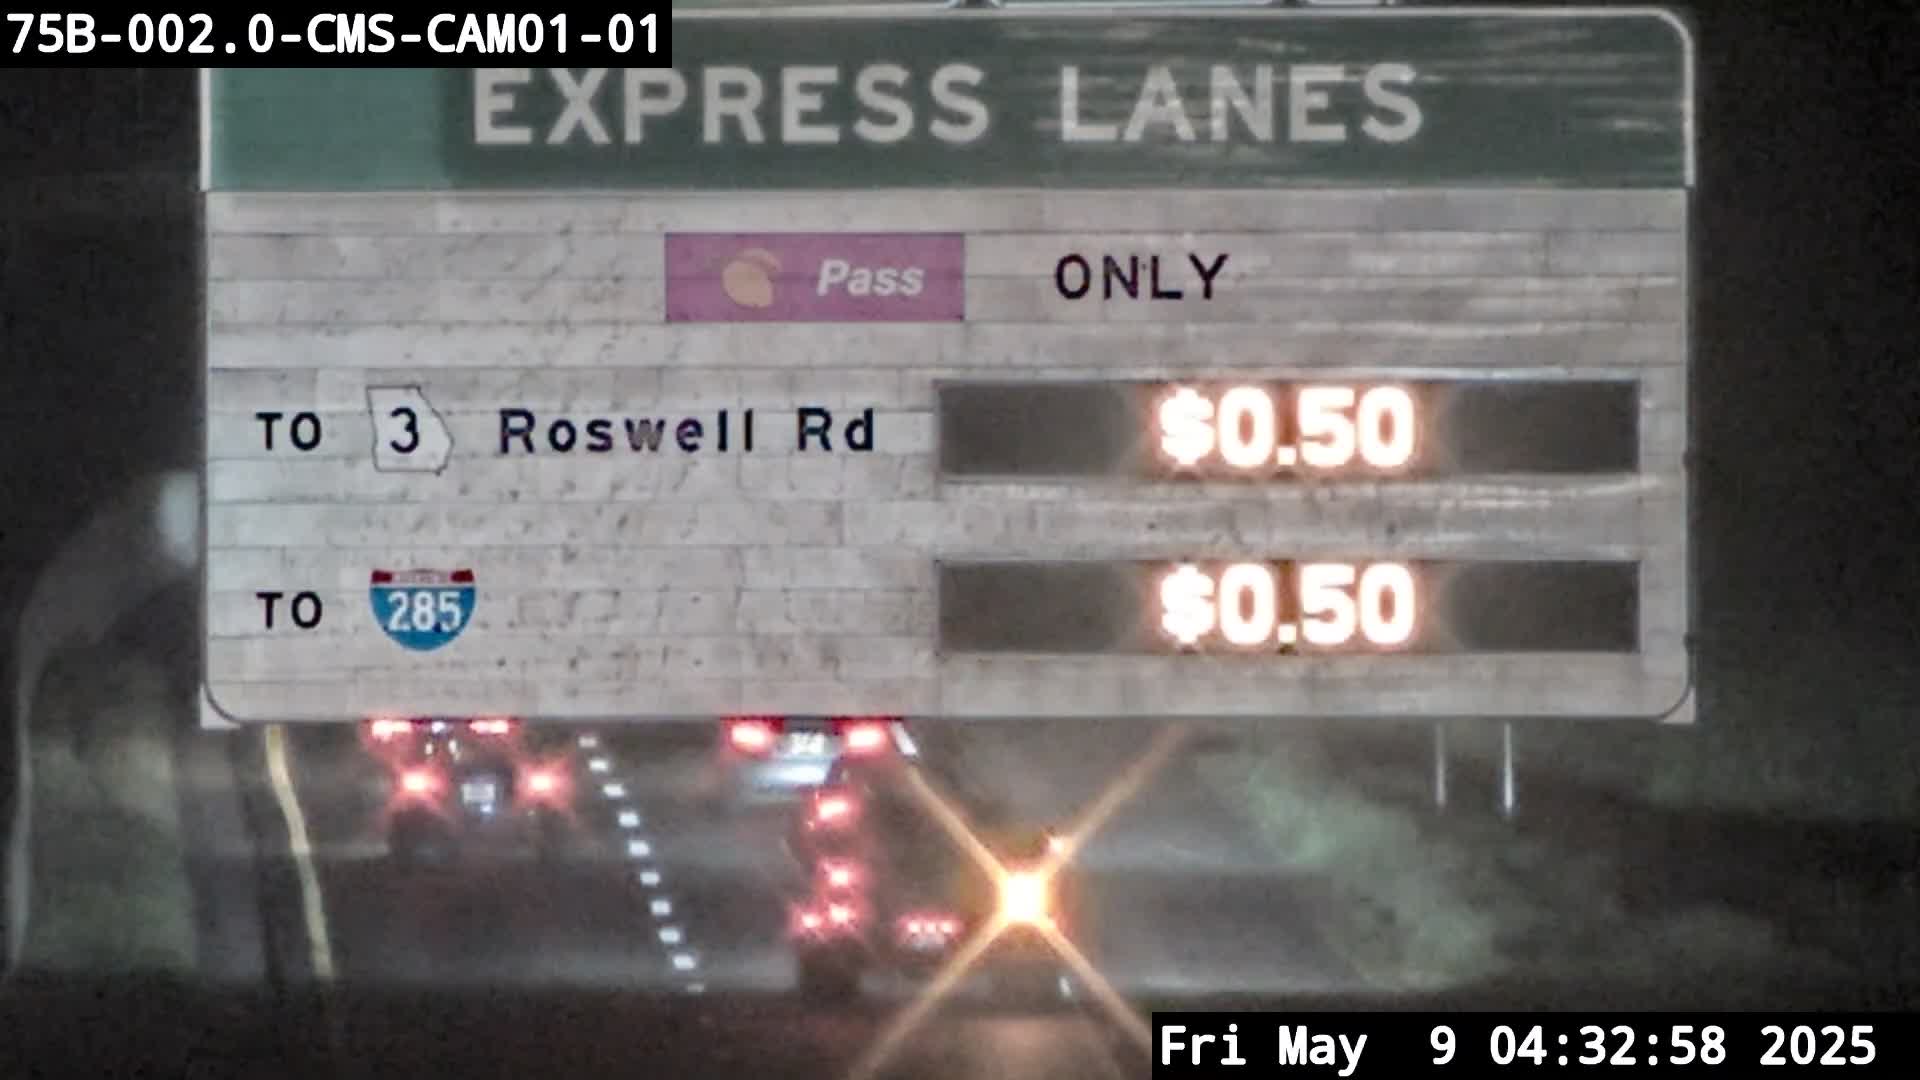 75B-002.0-CMS-CAM01-01
EXPRESS LANES
Pass ONLY
TO 3 Roswell Rd $0.50
TO 285 $0.50
Fri May 9 04:32:58 2025